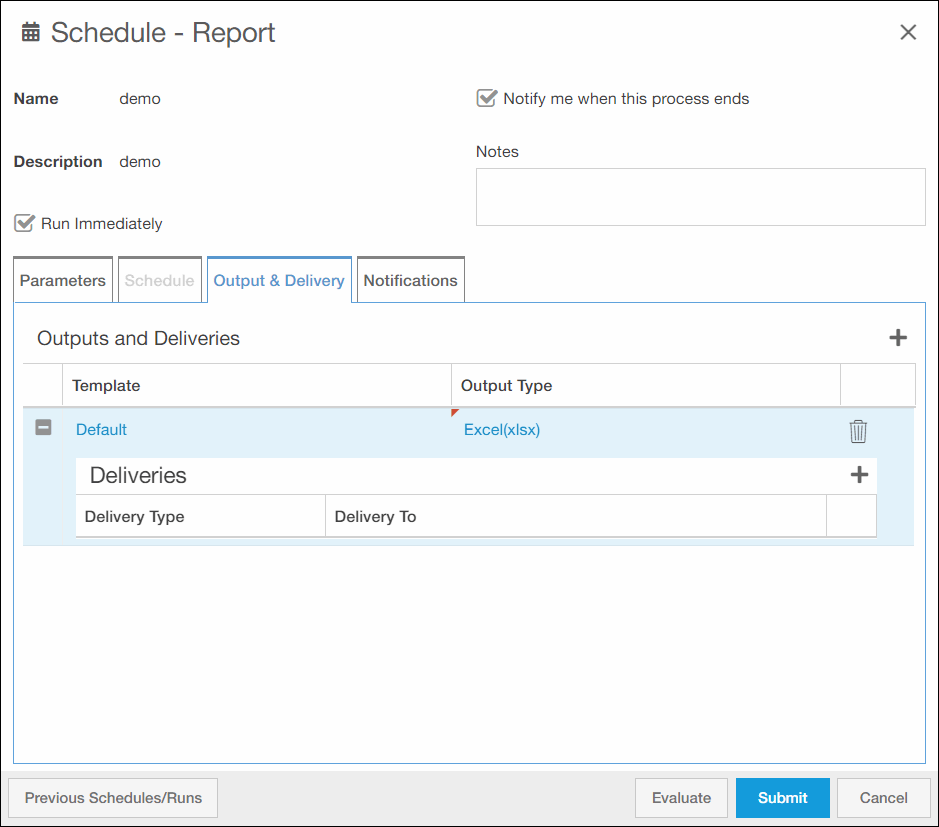 Schedule - Report
Name demo
Notify me when this process ends
Description demo
Notes
Run Immediately
Parameters Schedule Output & Delivery Notifications
Outputs and Deliveries
Template Output Type
Default Excel(xlsx)
Deliveries
Delivery Type Delivery To
Previous Schedules/Runs Evaluate Submit Cancel